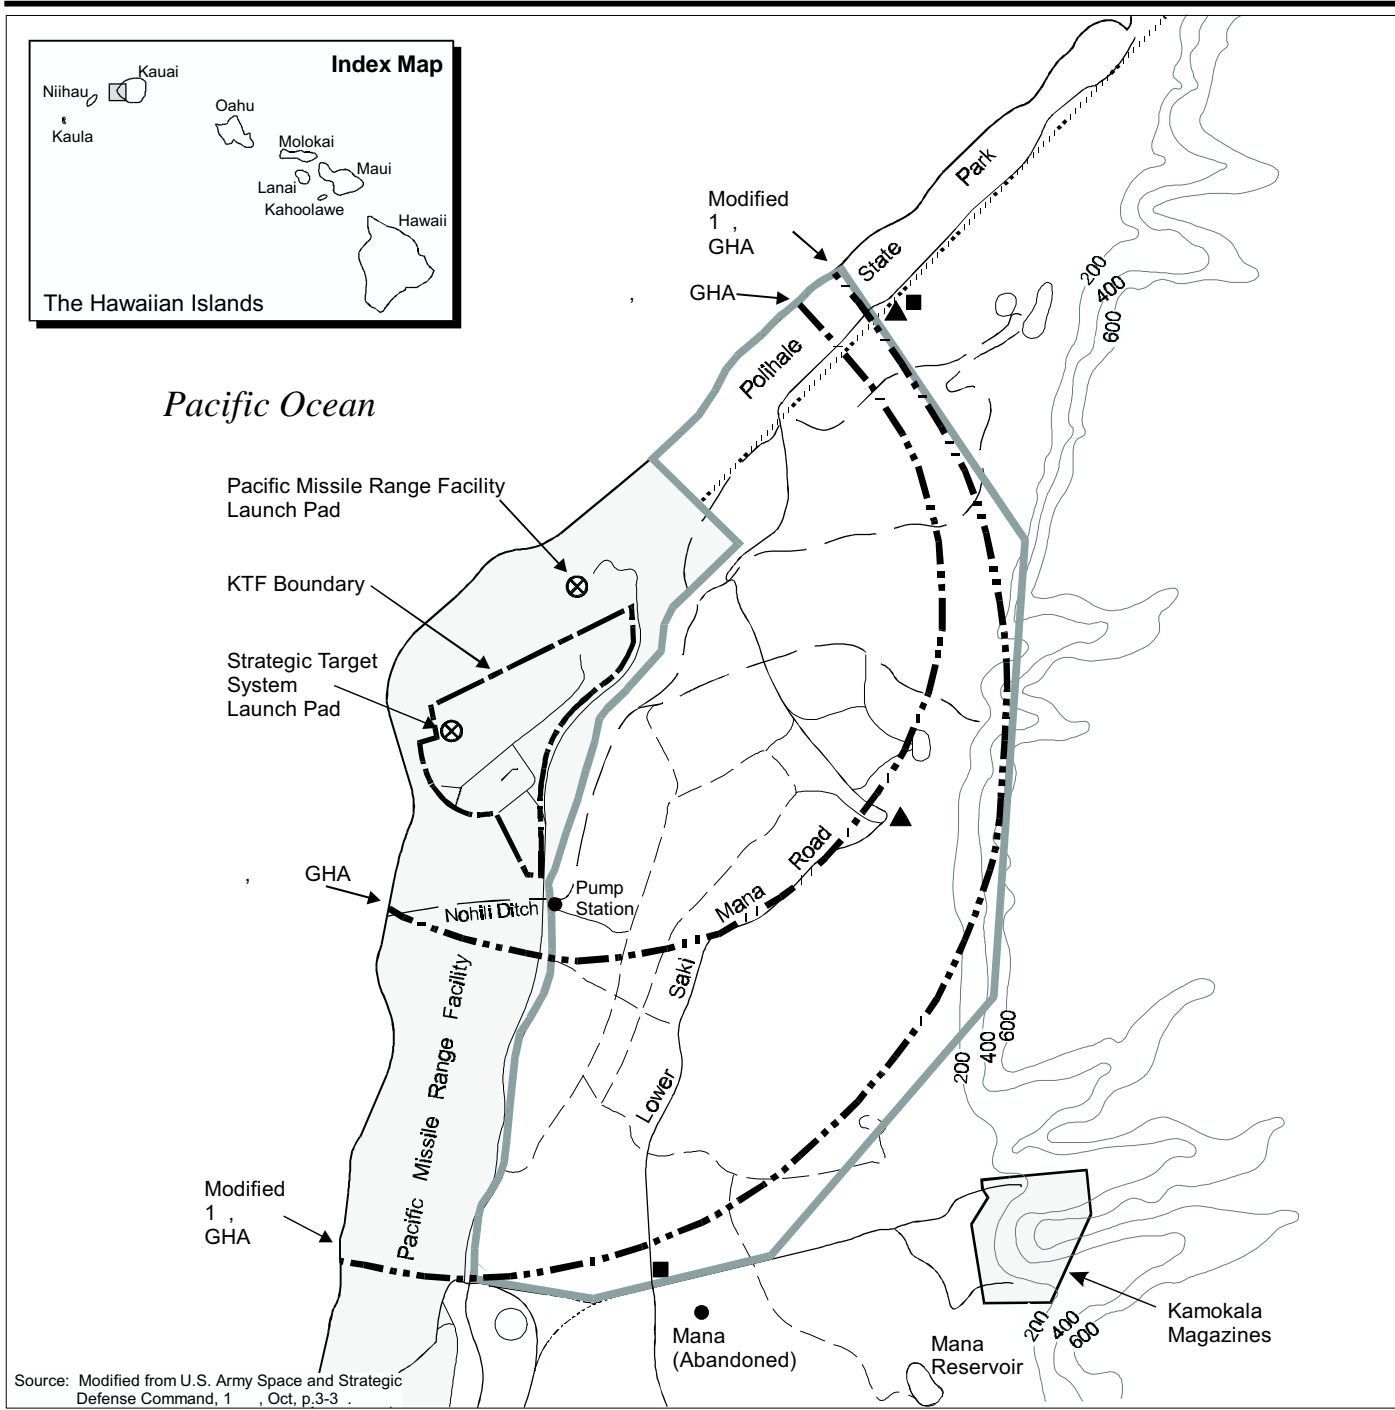 Index Map
Kauai
Niihau
Kaula
Oahu
Molokai
Maui
Lanai
Kahoolawe
Hawaii
The Hawaiian Islands
Pacific Ocean
Modified
1 ,
GHA
,
GHA
Park
State
Polihale
200
400
600
Pacific Missile Range Facility
Launch Pad
KTF Boundary
Strategic Target
System
Launch Pad
, GHA
Nohili Ditch
Pump
Station
Mana Road
Saki
Lower
Pacific Missile Range Facility
200
400
600
Modified
1 ,
GHA
Mana
(Abandoned)
Mana
Reservoir
200
400
600
Kamokala
Magazines
Source: Modified from U.S. Army Space and Strategic
Defense Command, 1 , Oct, p.3-3 .